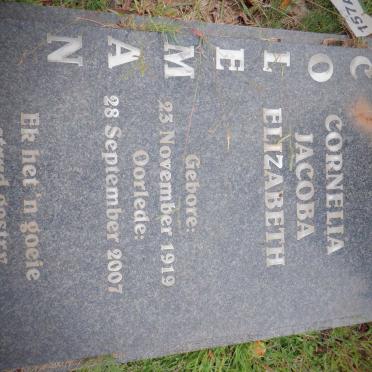 COLEMAN
CORNELIA
JACOBA
ELIZABETH
Gebore:
23 November 1919
Oorlede:
28 September 2007
Ek het 'n goeie